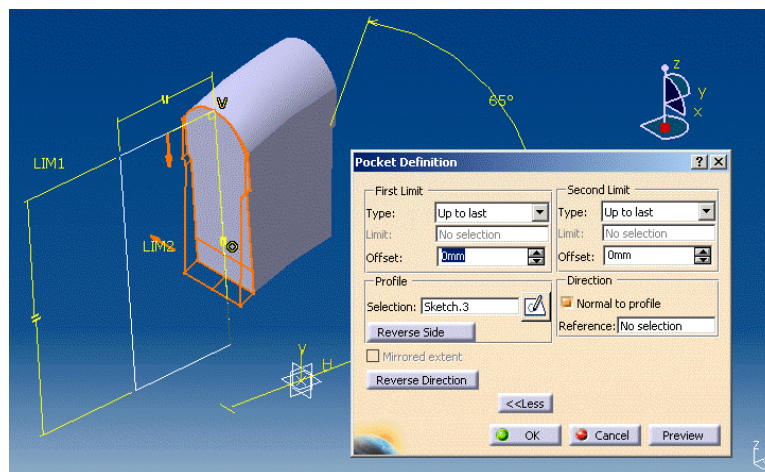 z
y
x
V
65°
LIM1
LIM2
y
H
x
z
Pocket Definition
First Limit
Type: Up to last
Limit: No selection
Offset: 0mm
Second Limit
Type: Up to last
Limit: No selection
Offset: 0mm
Profile
Selection: Sketch.3
Reverse Side
Direction
Normal to profile
Reference: No selection
Mirrored extent
Reverse Direction
<<Less
OK Cancel Preview